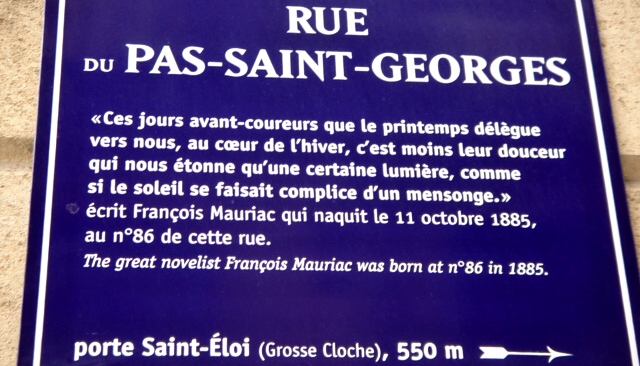 RUE
DU PAS-SAINT-GEORGES
«Ces jours avant-coureurs que le printemps délègue
vers nous, au cœur de l'hiver, c'est moins leur douceur
qui nous étonne qu'une certaine lumière, comme
si le soleil se faisait complice d'un mensonge.»
écrit François Mauriac qui naquit le 11 octobre 1885,
au n°86 de cette rue.
The great novelist François Mauriac was born at n°86 in 1885.
porte Saint-Éloi (Grosse Cloche), 550 m